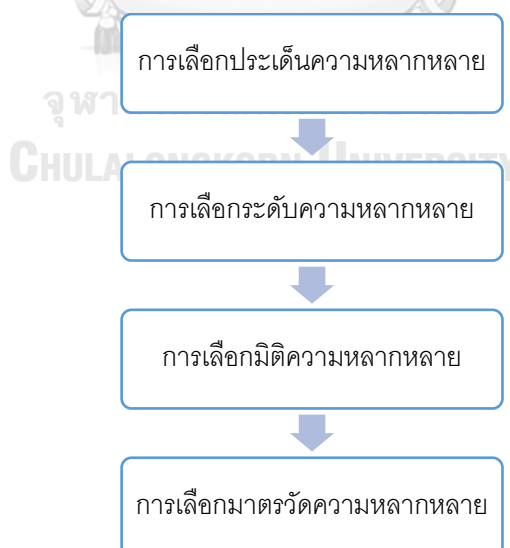 การเลือกประเด็นความหลากหลาย
จุฬา
CHULA
UNIVERSITY
การเลือกระดับความหลากหลาย
การเลือกมิติความหลากหลาย
การเลือกมาตรวัดความหลากหลาย